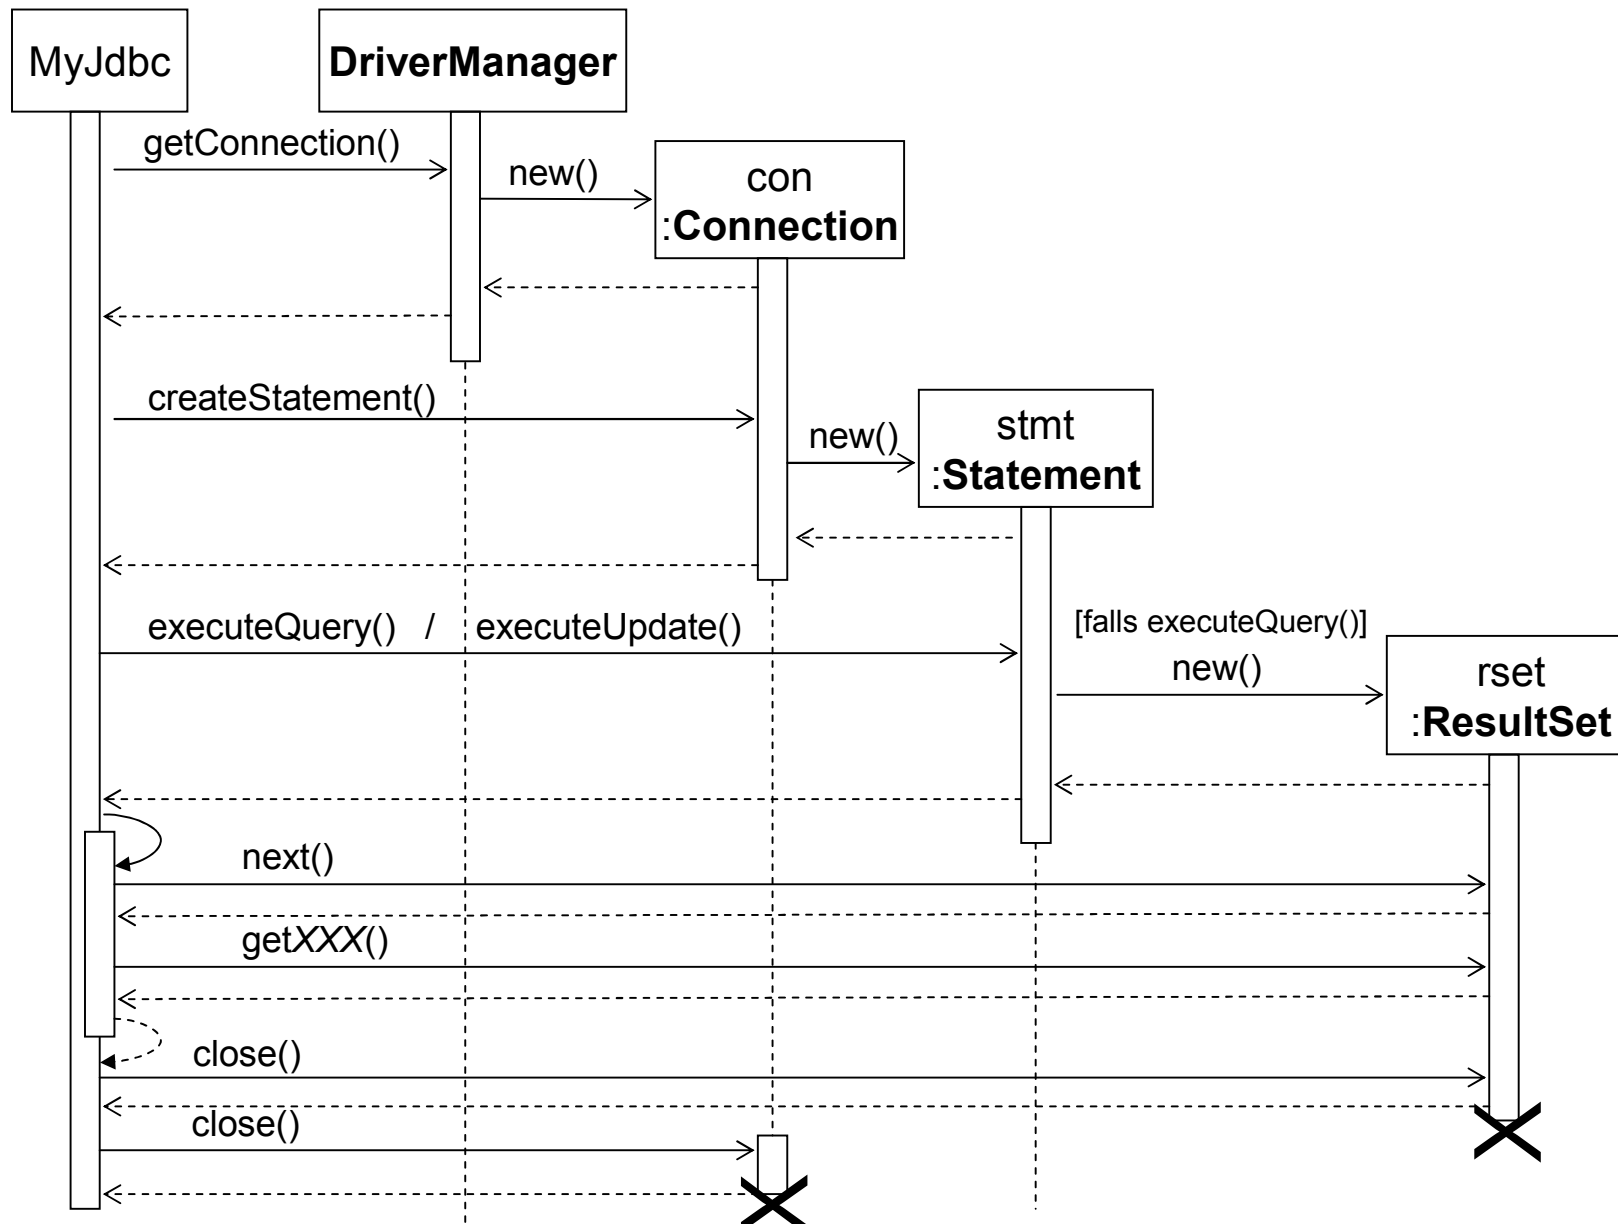 MyJdbc
DriverManager
getConnection()
new()
con
:Connection
createStatement()
new()
stmt
:Statement
executeQuery() / executeUpdate()
[falls executeQuery()]
new()
rset
:ResultSet
next()
getXXX()
close()
close()